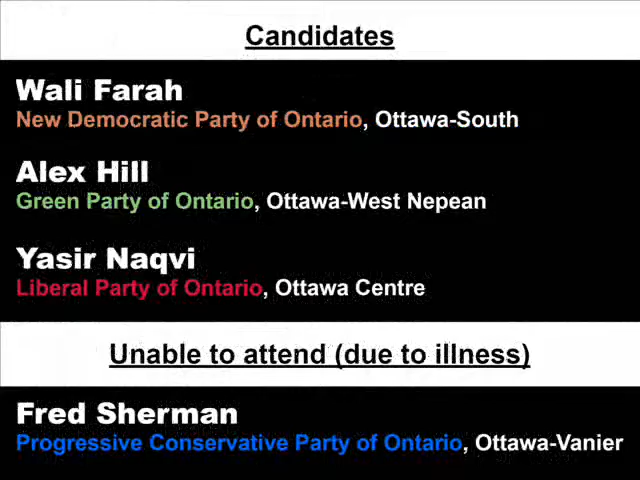 Candidates
Wali Farah
New Democratic Party of Ontario, Ottawa-South
Alex Hill
Green Party of Ontario, Ottawa-West Nepean
Yasir Naqvi
Liberal Party of Ontario, Ottawa Centre
Unable to attend (due to illness)
Fred Sherman
Progressive Conservative Party of Ontario, Ottawa-Vanier